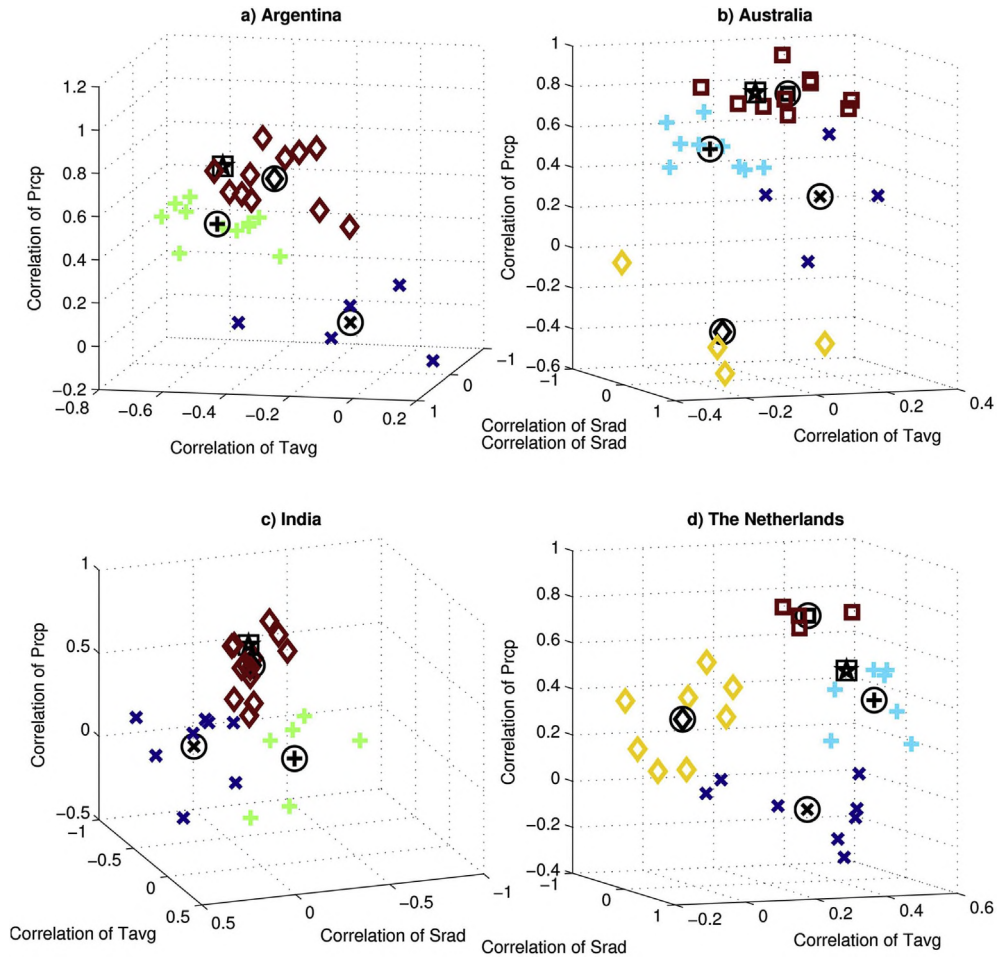 a) Argentina
Correlation of Prcp
1.2
1
0.8
0.6
0.4
0.2
0
−0.2
−0.8 −0.6 −0.4 −0.2 0 0.2
−1
0
1
Correlation of Tavg
Correlation of Srad
b) Australia
Correlation of Prcp
1
0.8
0.6
0.4
0.2
0
−0.2
−0.4
−0.6
−1
0
1
−0.4 −0.2 0 0.2 0.4
Correlation of Srad
Correlation of Tavg
c) India
Correlation of Prcp
1
0.5
0
−0.5
−1
−0.5
0
0.5
0.5 0 −0.5 −1
Correlation of Tavg
Correlation of Srad
d) The Netherlands
Correlation of Prcp
1
0.8
0.6
0.4
0.2
0
−0.2
−0.4
−1
0
1
−0.2 0 0.2 0.4 0.6
Correlation of Srad
Correlation of Tavg